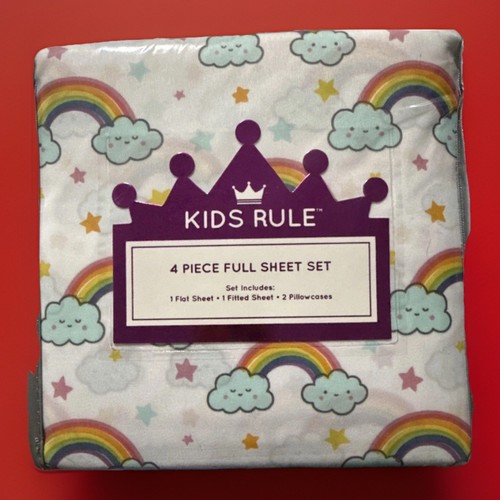 KIDS RULE™
4 PIECE FULL SHEET SET
Set Includes:
1 Flat Sheet • 1 Fitted Sheet • 2 Pillowcases